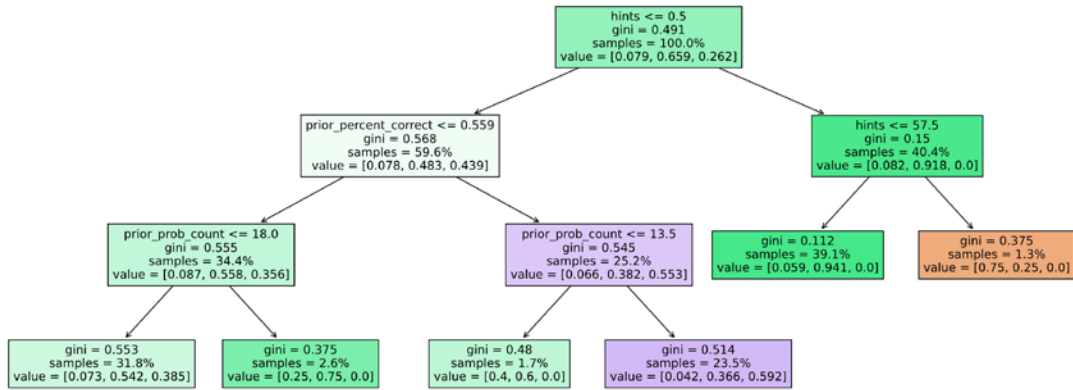 hints <= 0.5
gini = 0.491
samples = 100.0%
value = [0.079, 0.659, 0.262]
prior_percent_correct <= 0.559
gini = 0.568
samples = 59.6%
value = [0.078, 0.483, 0.439]
hints <= 57.5
gini = 0.15
samples = 40.4%
value = [0.082, 0.918, 0.0]
prior_prob_count <= 18.0
gini = 0.555
samples = 34.4%
value = [0.087, 0.558, 0.356]
prior_prob_count <= 13.5
gini = 0.545
samples = 25.2%
value = [0.066, 0.382, 0.553]
gini = 0.112
samples = 39.1%
value = [0.059, 0.941, 0.0]
gini = 0.375
samples = 1.3%
value = [0.75, 0.25, 0.0]
gini = 0.553
samples = 31.8%
value = [0.073, 0.542, 0.385]
gini = 0.375
samples = 2.6%
value = [0.25, 0.75, 0.0]
gini = 0.48
samples = 1.7%
value = [0.4, 0.6, 0.0]
gini = 0.514
samples = 23.5%
value = [0.042, 0.366, 0.592]